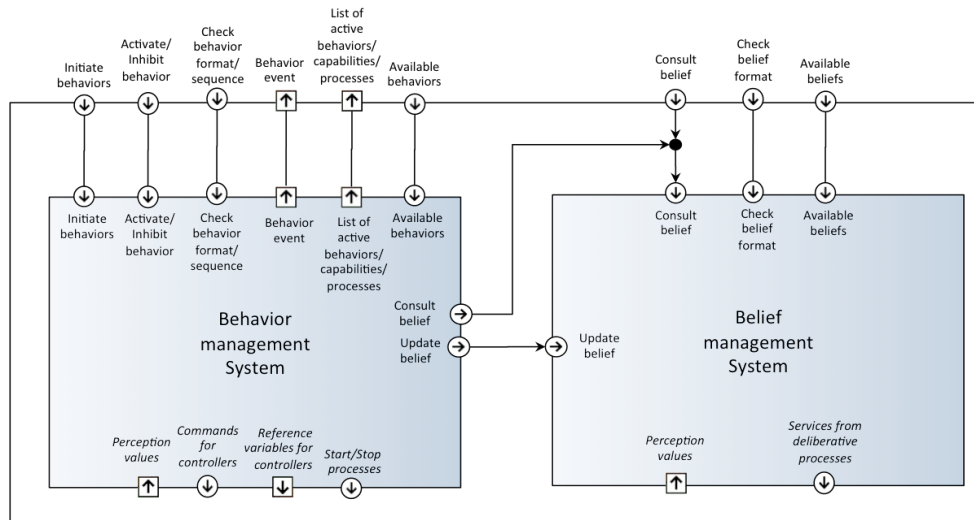 Initiate
behaviors
Activate/
Inhibit
behavior
Check
behavior
format/
sequence
Behavior
event
List of
active
behaviors/
capabilities/
processes
Available
behaviors
Consult
belief
Check
belief
format
Available
beliefs
Initiate
behaviors
Activate/
Inhibit
behavior
Check
behavior
format/
sequence
Behavior
event
List of
active
behaviors/
capabilities/
processes
Available
behaviors
Consult
belief
Check
belief
format
Available
beliefs
Consult
belief
Update
belief
Behavior
management
System
Update
belief
Belief
management
System
Perception
values
Commands
for
controllers
Reference
variables for
controllers
Start/Stop
processes
Perception
values
Services from
deliberative
processes